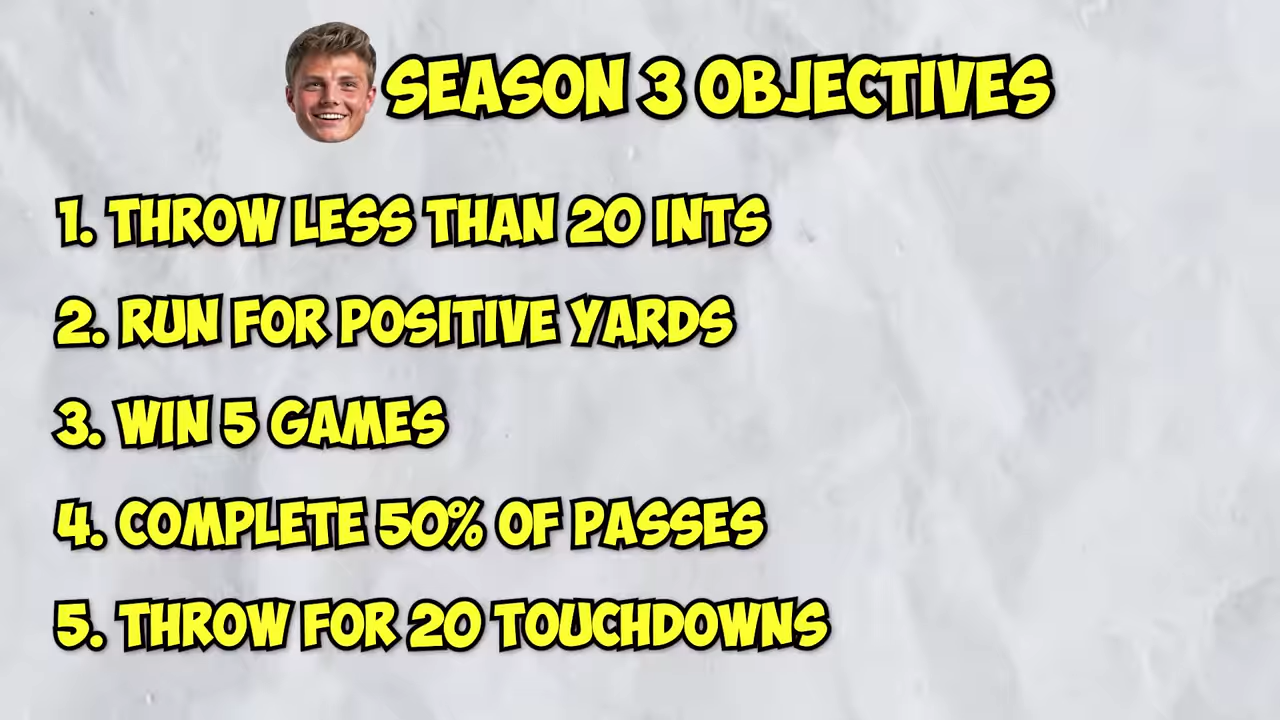 SEASON 3 OBJECTIVES
1. THROW LESS THAN 20 INTS
2. RUN FOR POSITIVE YARDS
3. WIN 5 GAMES
4. COMPLETE 50% OF PASSES
5. THROW FOR 20 TOUCHDOWNS